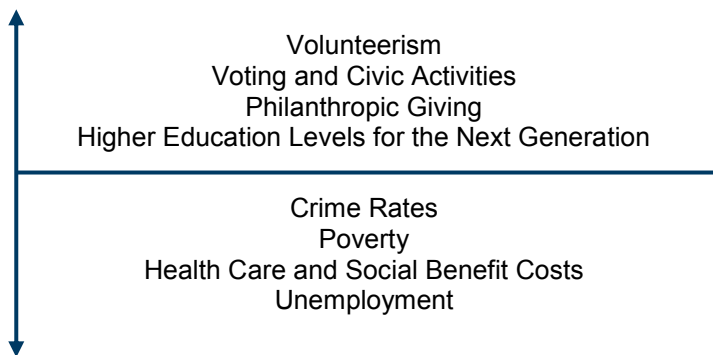 Volunteerism
Voting and Civic Activities
Philanthropic Giving
Higher Education Levels for the Next Generation
Crime Rates
Poverty
Health Care and Social Benefit Costs
Unemployment